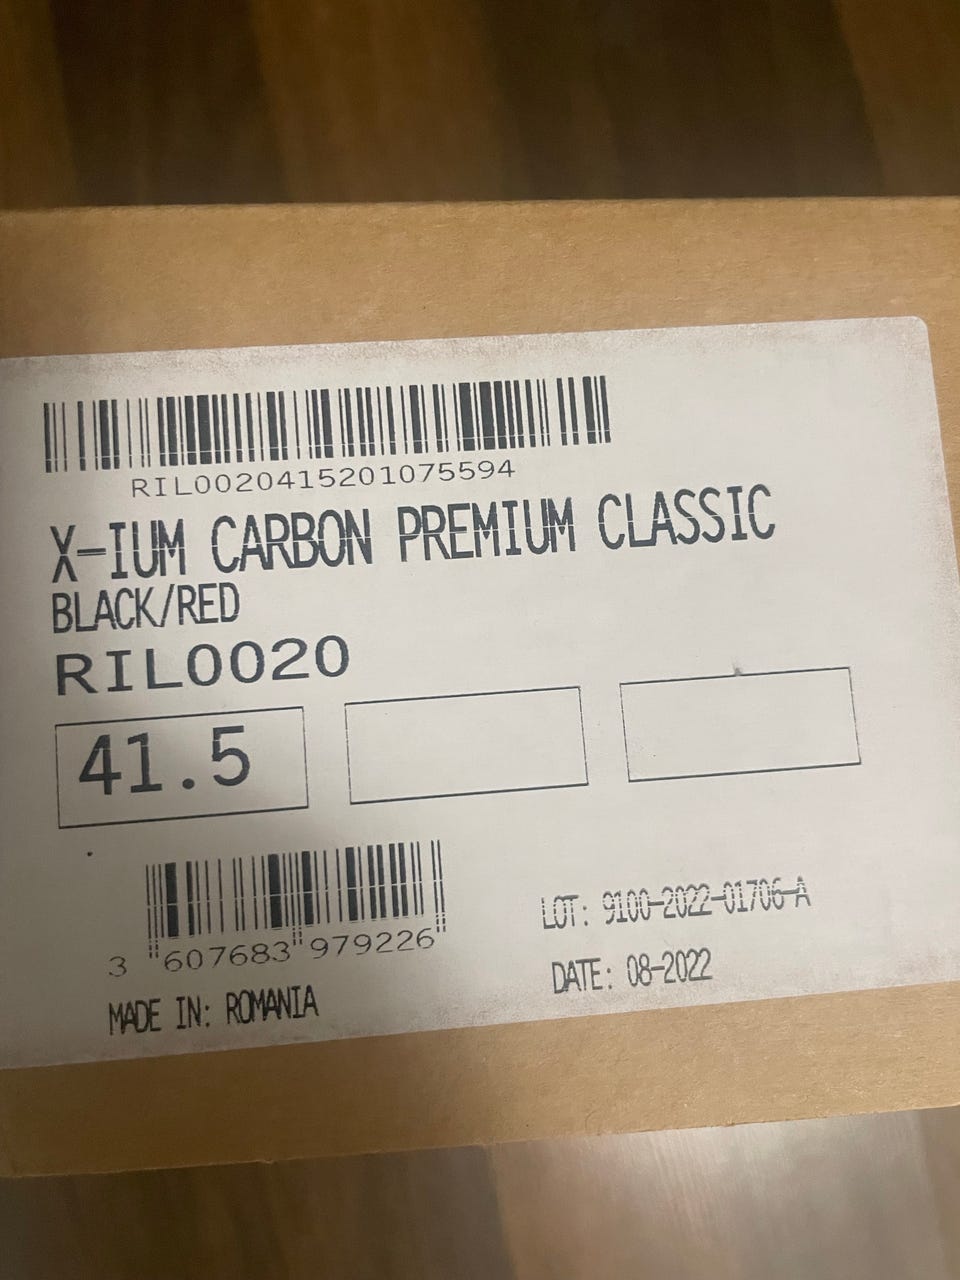 RIL0020415201075594
X-IUM CARBON PREMIUM CLASSIC
BLACK/RED
RIL0020
41.5
3 "607683"979226"
LOT: 9100-2022-01706-A
DATE: 08-2022
MADE IN: ROMANIA